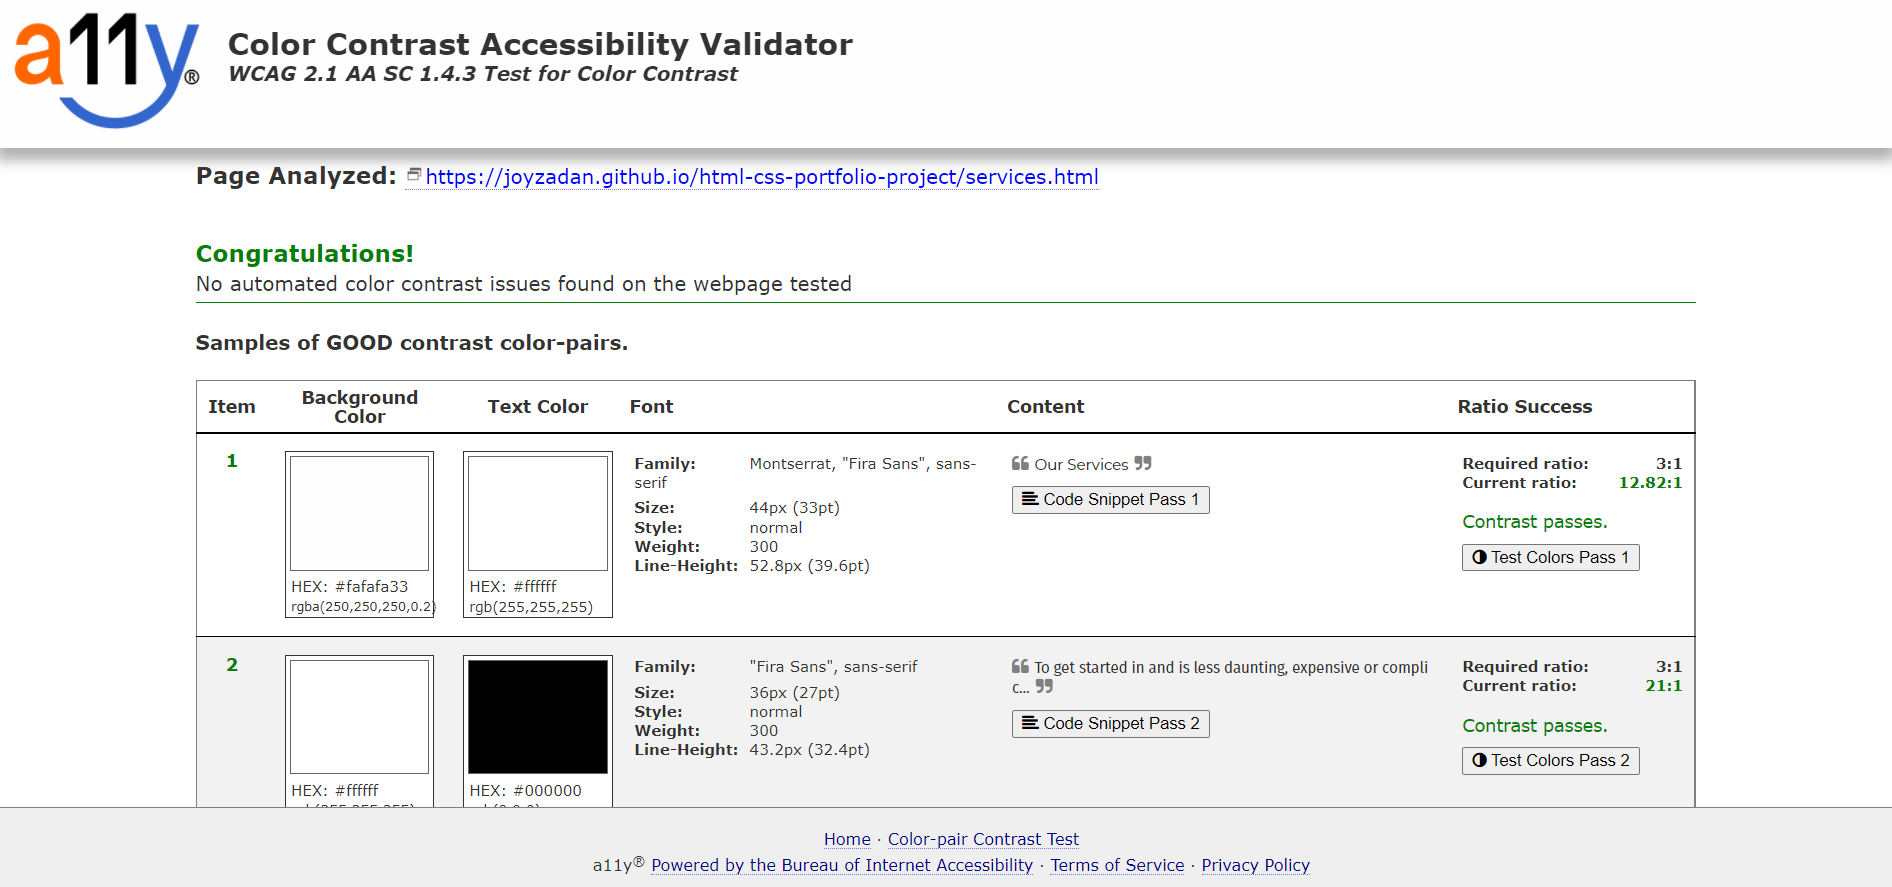 a11y®
Color Contrast Accessibility Validator
WCAG 2.1 AA SC 1.4.3 Test for Color Contrast
Page Analyzed: https://joyzadan.github.io/html-css-portfolio-project/services.html
Congratulations!
No automated color contrast issues found on the webpage tested
Samples of GOOD contrast color-pairs.
Item Background Color Text Color Font Content Ratio Success
1
HEX: #fafafa33
rgba(250,250,250,0.2)
HEX: #ffffff
rgb(255,255,255)
Family: Montserrat, "Fira Sans", sans-
serif
Size: 44px (33pt)
Style: normal
Weight: 300
Line-Height: 52.8px (39.6pt)
❝ Our Services ❞
Code Snippet Pass 1
Required ratio: 3:1
Current ratio: 12.82:1
Contrast passes.
Test Colors Pass 1
2
HEX: #ffffff
rgb(255,255,255)
HEX: #000000
rgb(0,0,0)
Family: "Fira Sans", sans-serif
Size: 36px (27pt)
Style: normal
Weight: 300
Line-Height: 43.2px (32.4pt)
❝ To get started in and is less daunting, expensive or compli
c... ❞
Code Snippet Pass 2
Required ratio: 3:1
Current ratio: 21:1
Contrast passes.
Test Colors Pass 2
Home · Color-pair Contrast Test
a11y® Powered by the Bureau of Internet Accessibility · Terms of Service · Privacy Policy